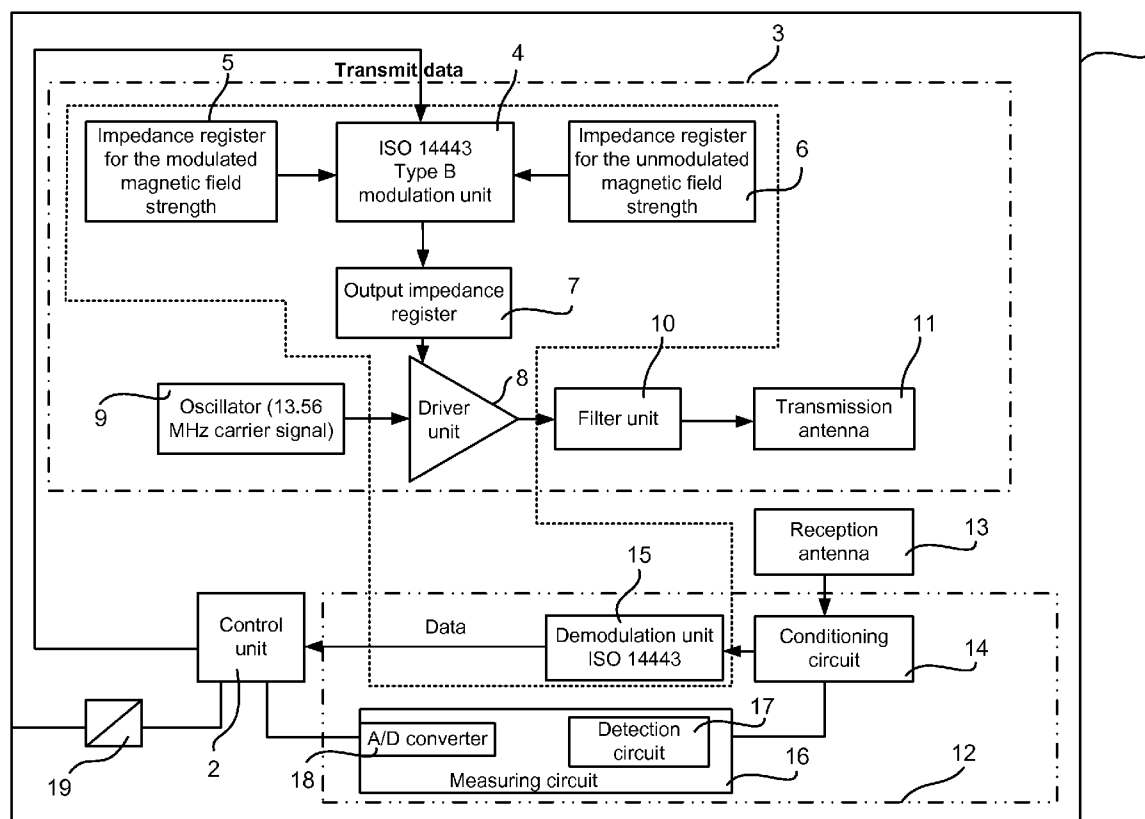 5
Transmit data
4
3
Impedance register
for the modulated
magnetic field
strength
ISO 14443
Type B
modulation unit
Impedance register
for the unmodulated
magnetic field
strength
6
Output impedance
register
7
10
11
9
Oscillator (13.56
MHz carrier signal)
Driver
unit
8
Filter unit
Transmission
antenna
Reception
antenna
13
15
Control
unit
2
Data
Demodulation unit
ISO 14443
Conditioning
circuit
14
19
18
A/D converter
Detection
circuit
17
Measuring circuit
16
12